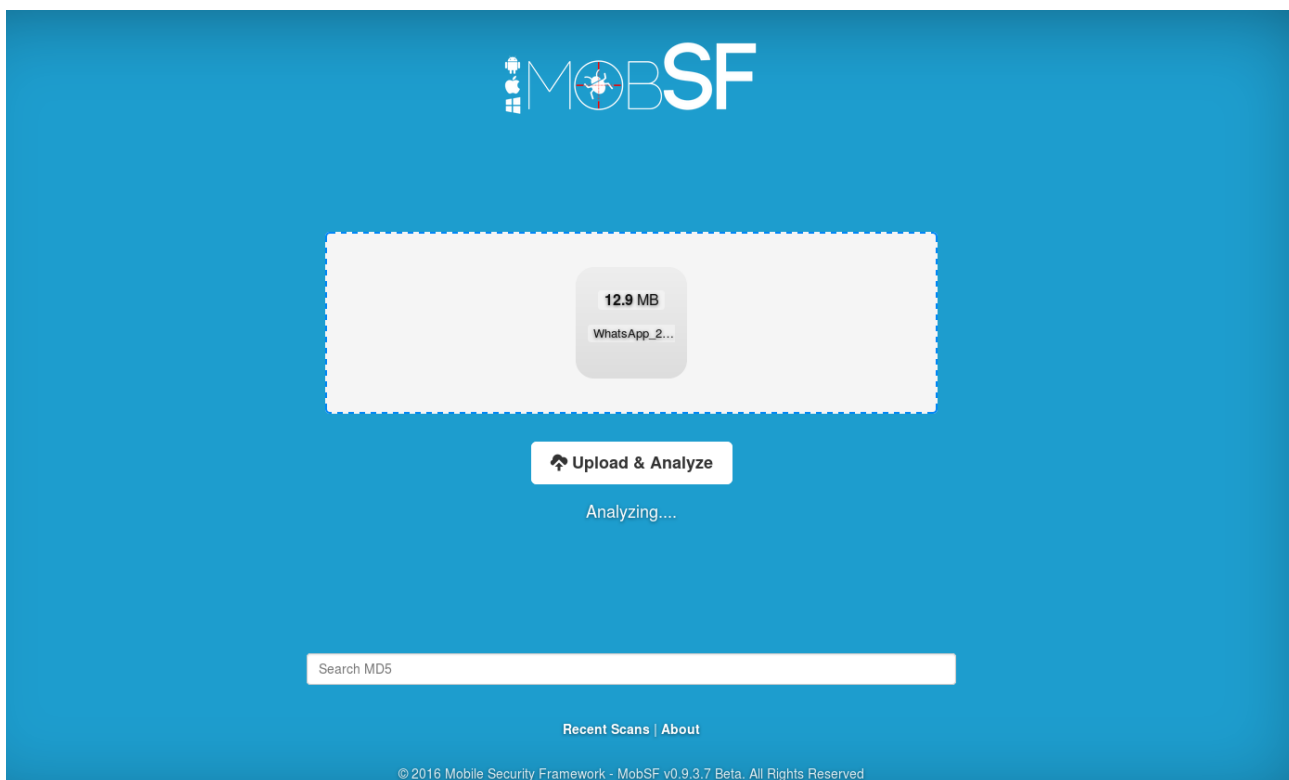 MOBSF
12.9 MB
WhatsApp_2...
Upload & Analyze
Analyzing....
Search MD5
Recent Scans | About
© 2016 Mobile Security Framework - MobSF v0.9.3.7 Beta. All Rights Reserved